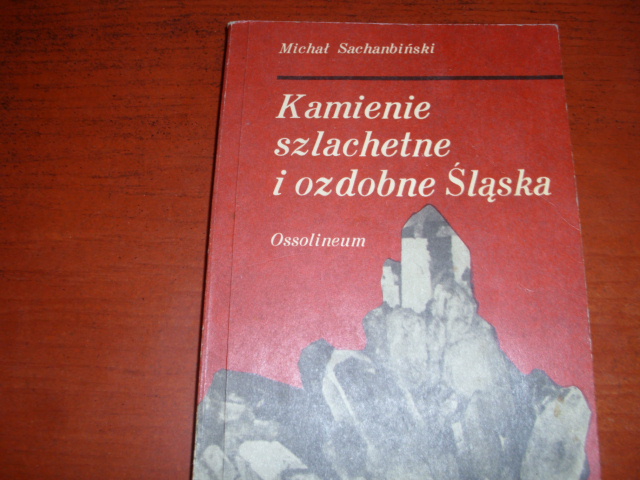 Michał Sachanbiński
Kamienie
szlachetne
i ozdobne Śląska
Ossolineum